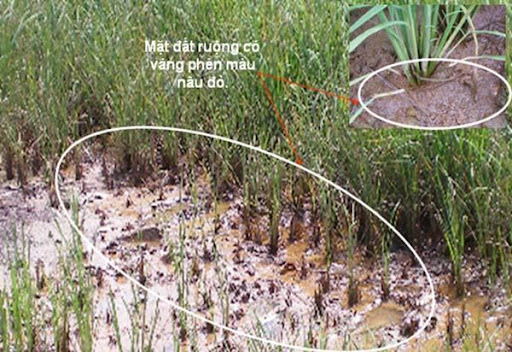 Mặt đất ruộng có
váng phèn màu
nâu đỏ.